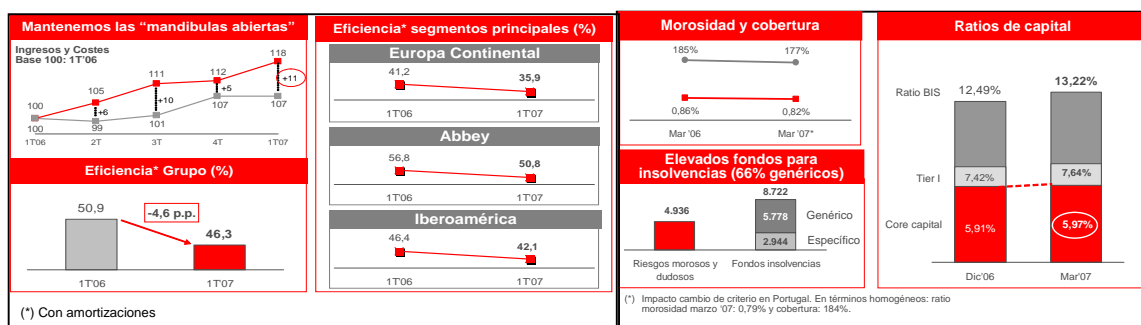 Mantenemos las “mandibulas abiertas”
Ingresos y Costes
Base 100: 1T'06
100
105
111
112
118
+6
+10
+5
+11
100
99
101
107
107
1T'06
2T
3T
4T
1T'07
Eficiencia* Grupo (%)
50,9
-4,6 p.p.
46,3
1T'06
1T'07
(*) Con amortizaciones
Eficiencia* segmentos principales (%)
Europa Continental
41,2
35,9
1T'06
1T'07
Abbey
56,8
50,8
1T'06
1T'07
Iberoamérica
46,4
42,1
1T'06
1T'07
Morosidad y cobertura
185%
177%
0,86%
0,82%
Mar '06
Mar '07*
Elevados fondos para
insolvencias (66% genéricos)
8.722
4.936
5.778
Genérico
2.944
Específico
Riesgos morosos y
dudosos
Fondos insolvencias
(*) Impacto cambio de criterio en Portugal. En términos homogéneos: ratio
morosidad marzo '07: 0,79% y cobertura: 184%.
Ratios de capital
Ratio BIS
12,49%
13,22%
Tier I
7,42%
7,64%
Core capital
5,91%
5,97%
Dic'06
Mar'07